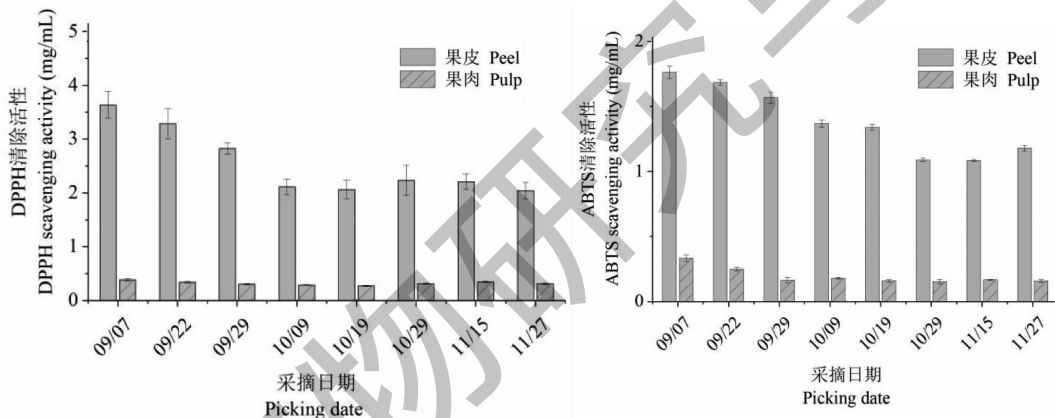 DPPH清除活性
DPPH scavenging activity (mg/mL)
5
4
3
2
1
0
果皮 Peel
果肉 Pulp
09/07
09/22
09/29
10/09
10/19
10/29
11/15
11/27
采摘日期
Picking date
ABTS清除活性
ABTS scavenging activity (mg/mL)
2
1
0
果皮 Peel
果肉 Pulp
09/07
09/22
09/29
10/09
10/19
10/29
11/15
11/27
采摘日期
Picking date
物研究